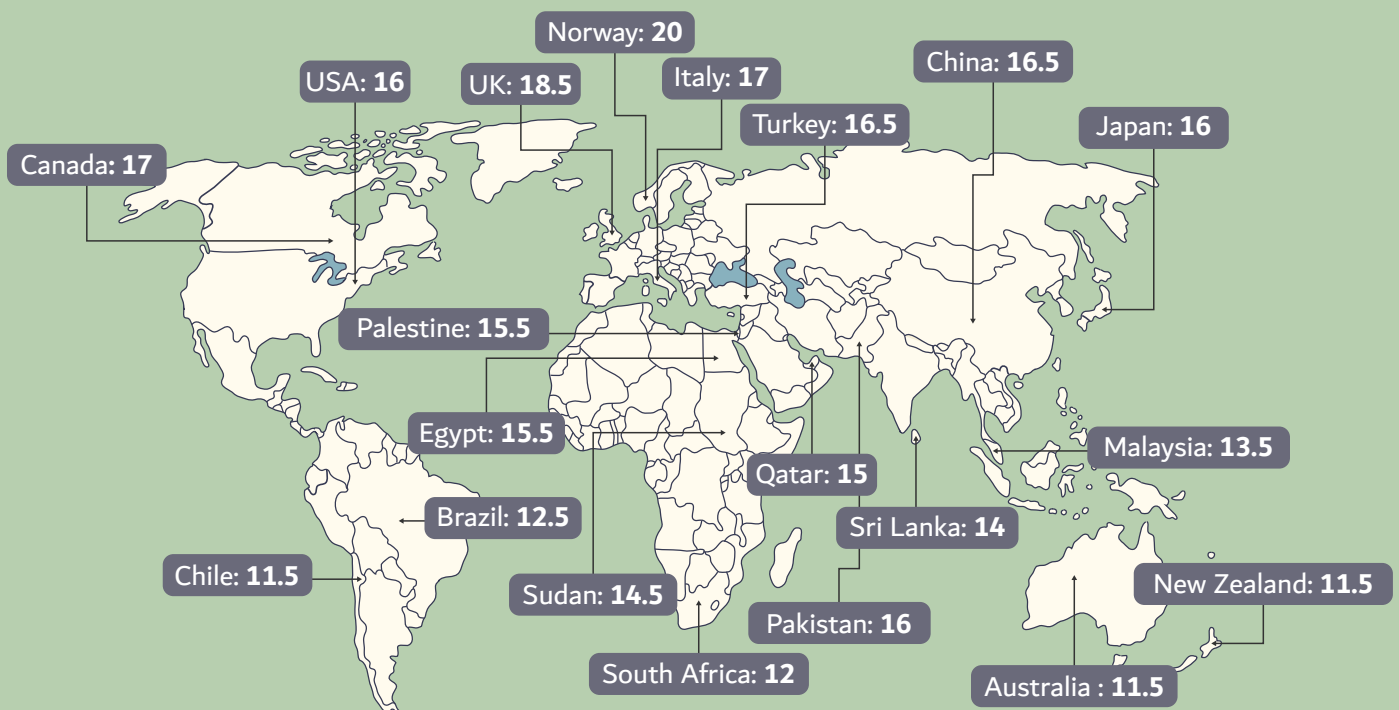 Norway: 20
USA: 16
UK: 18.5
Italy: 17
China: 16.5
Turkey: 16.5
Japan: 16
Canada: 17
Palestine: 15.5
Egypt: 15.5
Malaysia: 13.5
Qatar: 15
Brazil: 12.5
Sri Lanka: 14
Chile: 11.5
Sudan: 14.5
New Zealand: 11.5
Pakistan: 16
South Africa: 12
Australia : 11.5